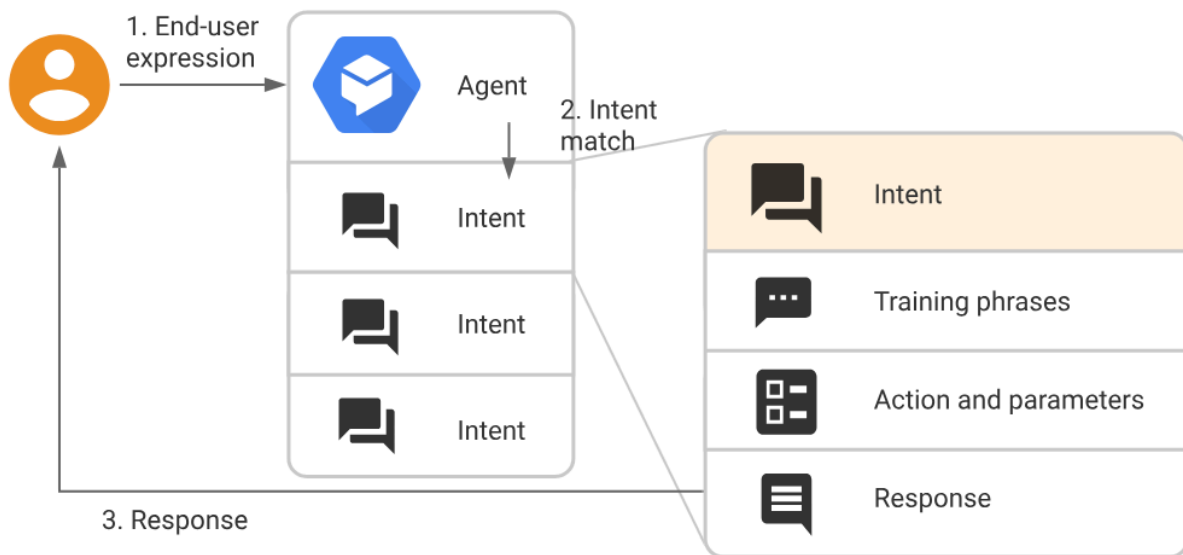 1. End-user
expression
Agent
2. Intent
match
Intent
Intent
Intent
Intent
Training phrases
Action and parameters
Response
3. Response